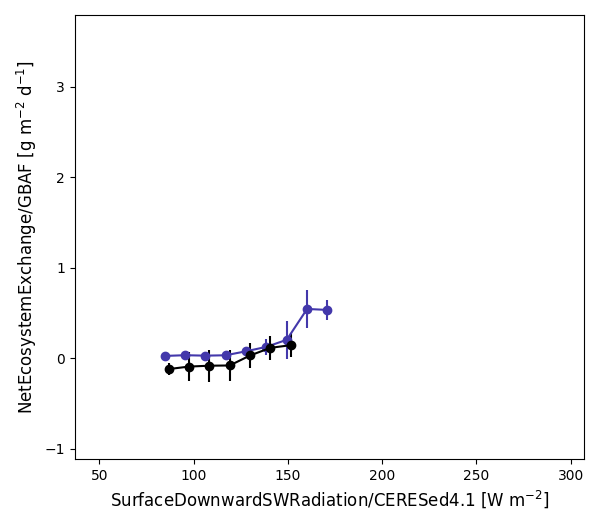 NetEcosystemExchange/GBAF [g m⁻² d⁻¹]
3
2
1
0
−1
50 100 150 200 250 300
SurfaceDownwardSWRadiation/CERESed4.1 [W m⁻²]